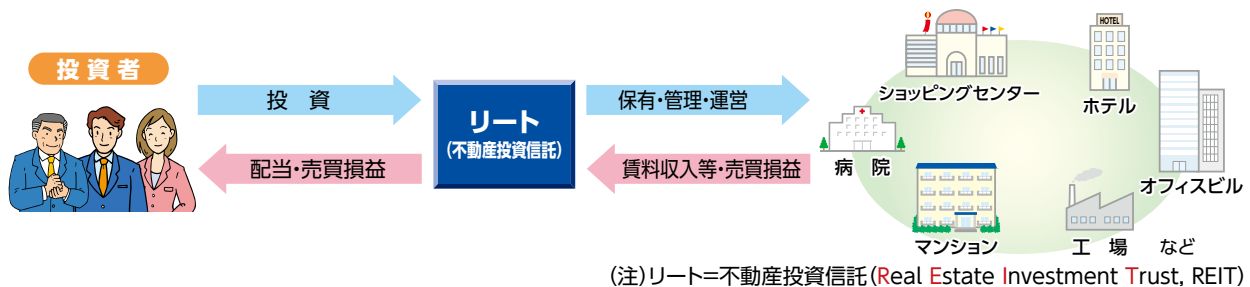 投資者
投 資
配当・売買損益
リート
(不動産投資信託)
保有・管理・運営
賃料収入等・売買損益
ショッピングセンター
HOTEL
ホテル
病 院
オフィスビル
マンション
工 場 など
(注)リート=不動産投資信託(Real Estate Investment Trust, REIT)